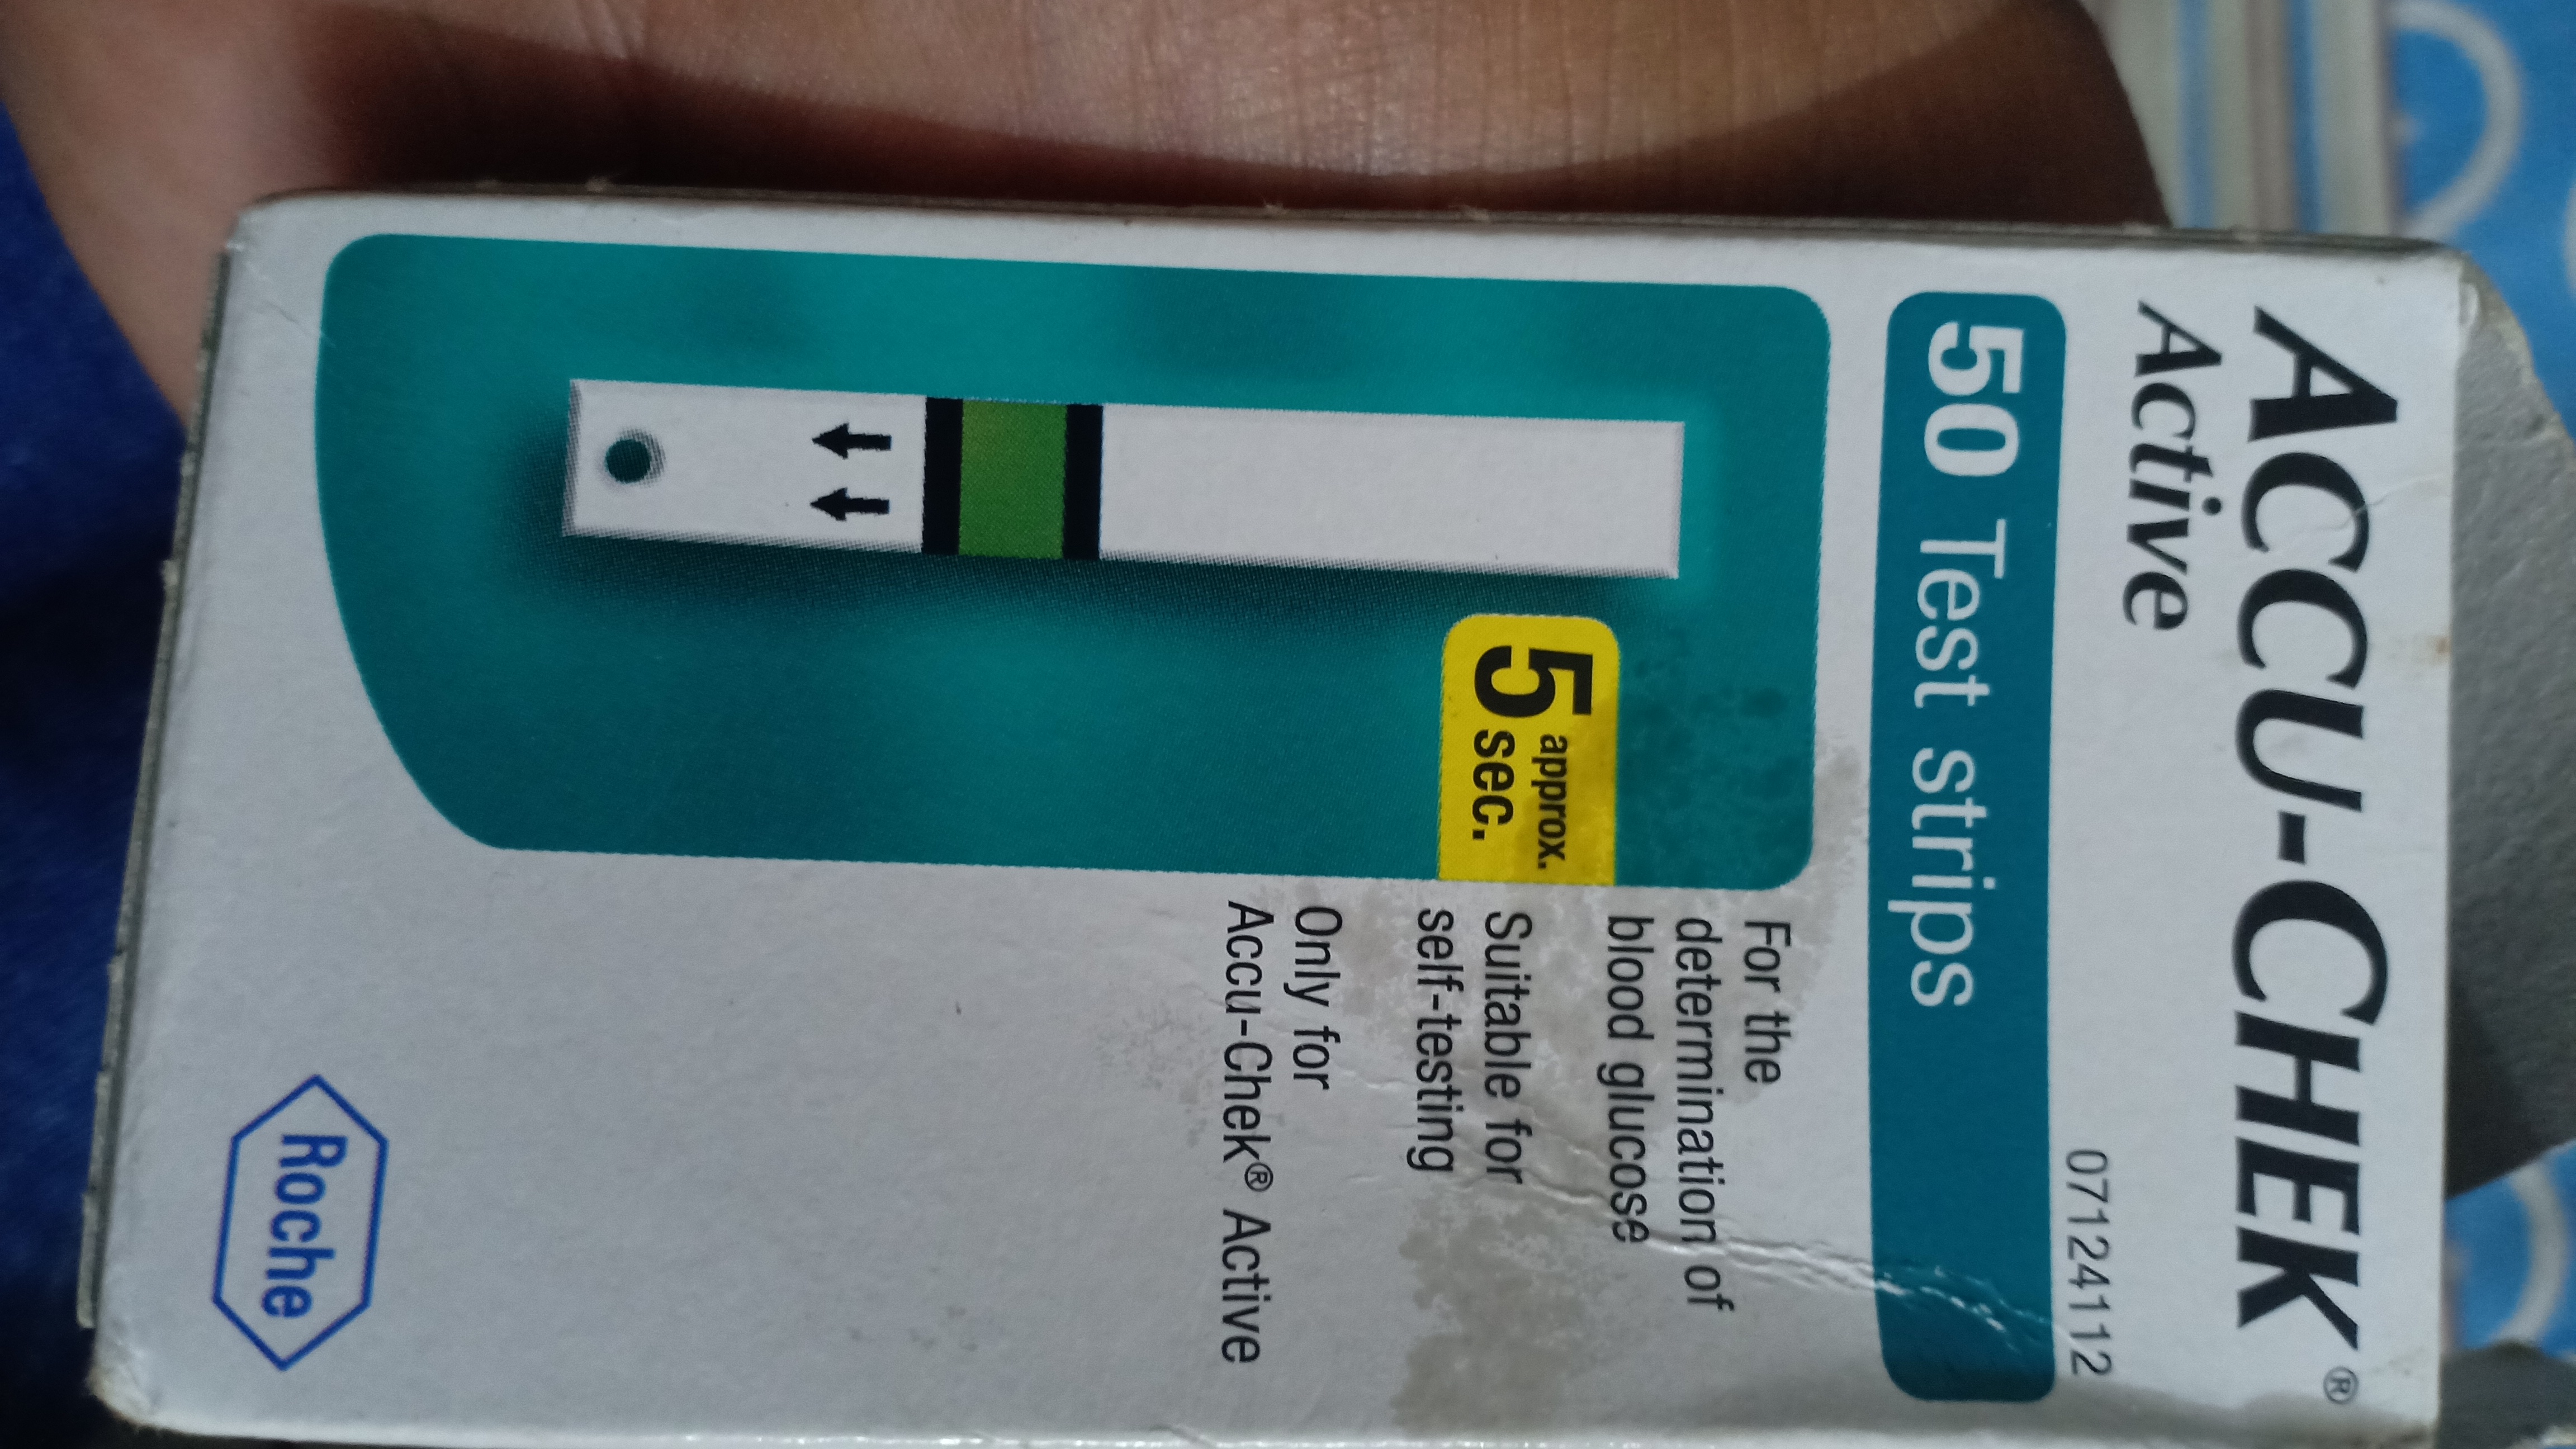 ACCU-CHEK®
Active
07124112
50 Test strips
5 approx.
sec.
For the
determination of
blood glucose
Suitable for
self-testing
Only for
Accu-Chek® Active
Roche